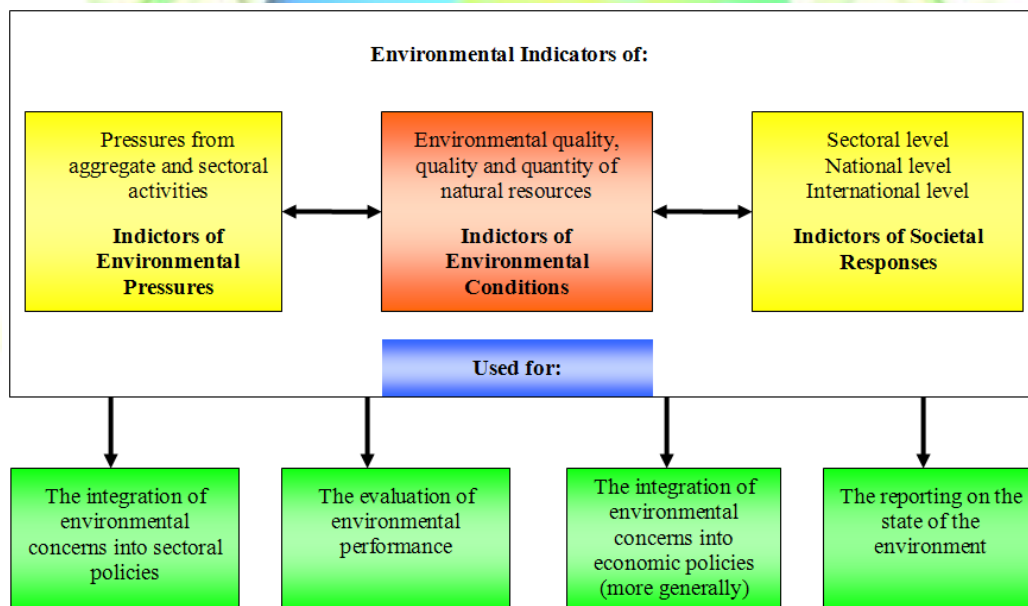 Environmental Indicators of:
Pressures from
aggregate and sectoral
activities
Indictors of
Environmental
Pressures
Environmental quality,
quality and quantity of
natural resources
Indictors of
Environmental
Conditions
Sectoral level
National level
International level
Indictors of Societal
Responses
Used for:
The integration of
environmental
concerns into sectoral
policies
The evaluation of
environmental
performance
The integration of
environmental
concerns into
economic policies
(more generally)
The reporting on the
state of the
environment